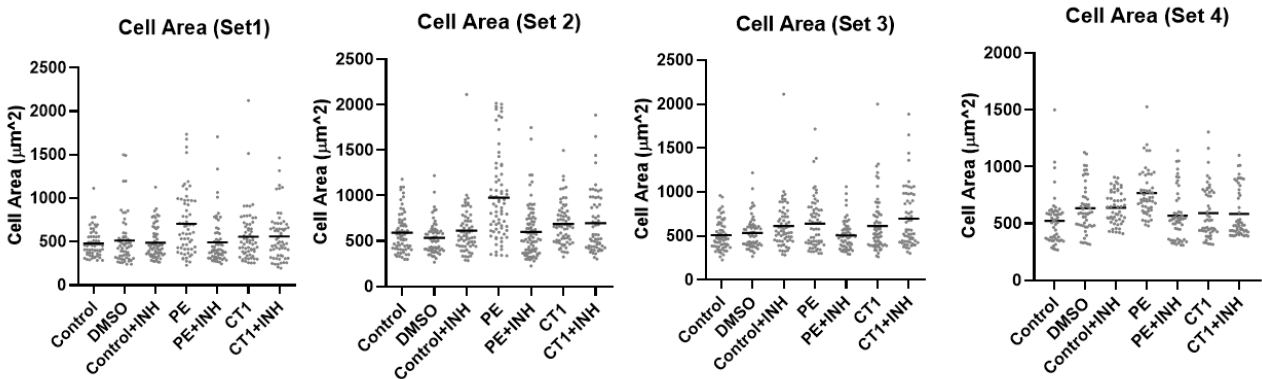 Cell Area (Set1)
Cell Area (μm^2)
2500
2000
1500
1000
500
0
Control
DMSO
Control+INH
PE
PE+INH
CT1
CT1+INH
Cell Area (Set 2)
Cell Area (μm^2)
2500
2000
1500
1000
500
0
Control
DMSO
Control+INH
PE
PE+INH
CT1
CT1+INH
Cell Area (Set 3)
Cell Area (μm^2)
2500
2000
1500
1000
500
0
Control
DMSO
Control+INH
PE
PE+INH
CT1
CT1+INH
Cell Area (Set 4)
Cell Area (μm^2)
2000
1500
1000
500
0
Control
DMSO
Control+INH
PE
PE+INH
CT1
CT1+INH